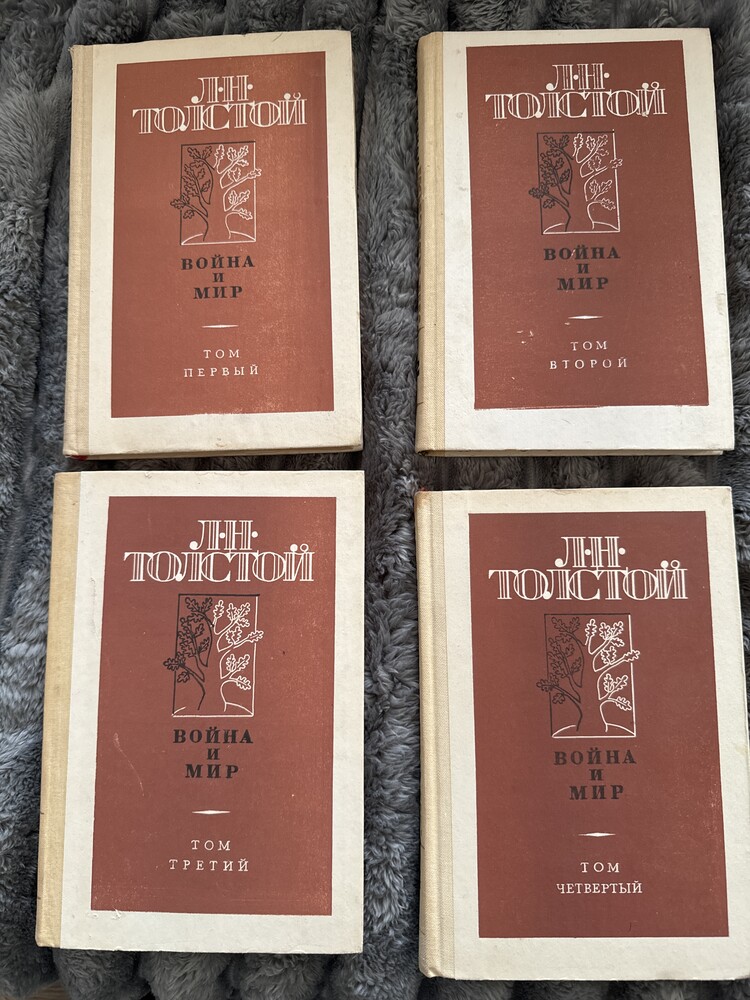 Л·Н·
ТОЛСТОЙ
ВОЙНА
И
МИР
ТОМ
ПЕРВЫЙ
Л·Н·
ТОЛСТОЙ
ВОЙНА
И
МИР
ТОМ
ВТОРОЙ
Л·Н·
ТОЛСТОЙ
ВОЙНА
И
МИР
ТОМ
ТРЕТИЙ
Л·Н·
ТОЛСТОЙ
ВОЙНА
И
МИР
ТОМ
ЧЕТВЕРТЫЙ